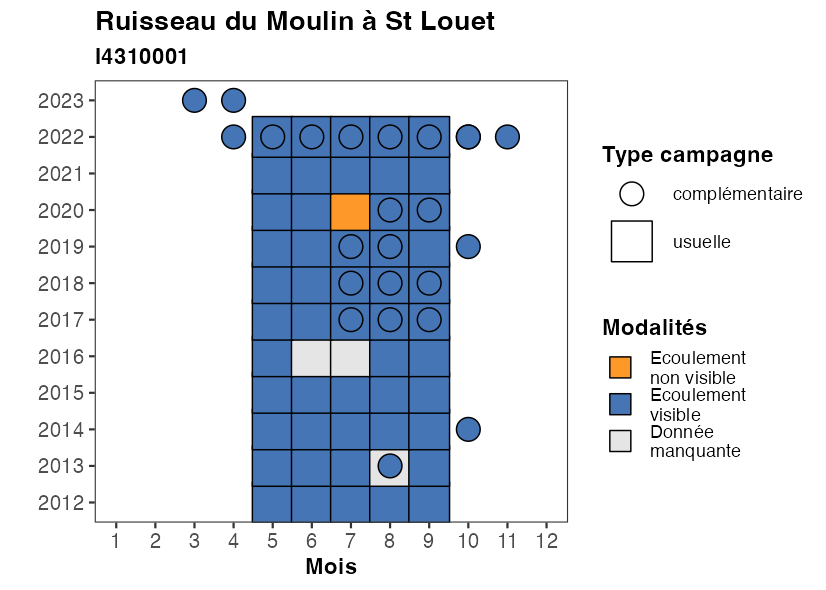 Ruisseau du Moulin à St Louet
I4310001
2023
2022
2021
2020
2019
2018
2017
2016
2015
2014
2013
2012
1 2 3 4 5 6 7 8 9 10 11 12
Mois
Type campagne
complémentaire
usuelle
Modalités
Ecoulement
non visible
Ecoulement
visible
Donnée
manquante